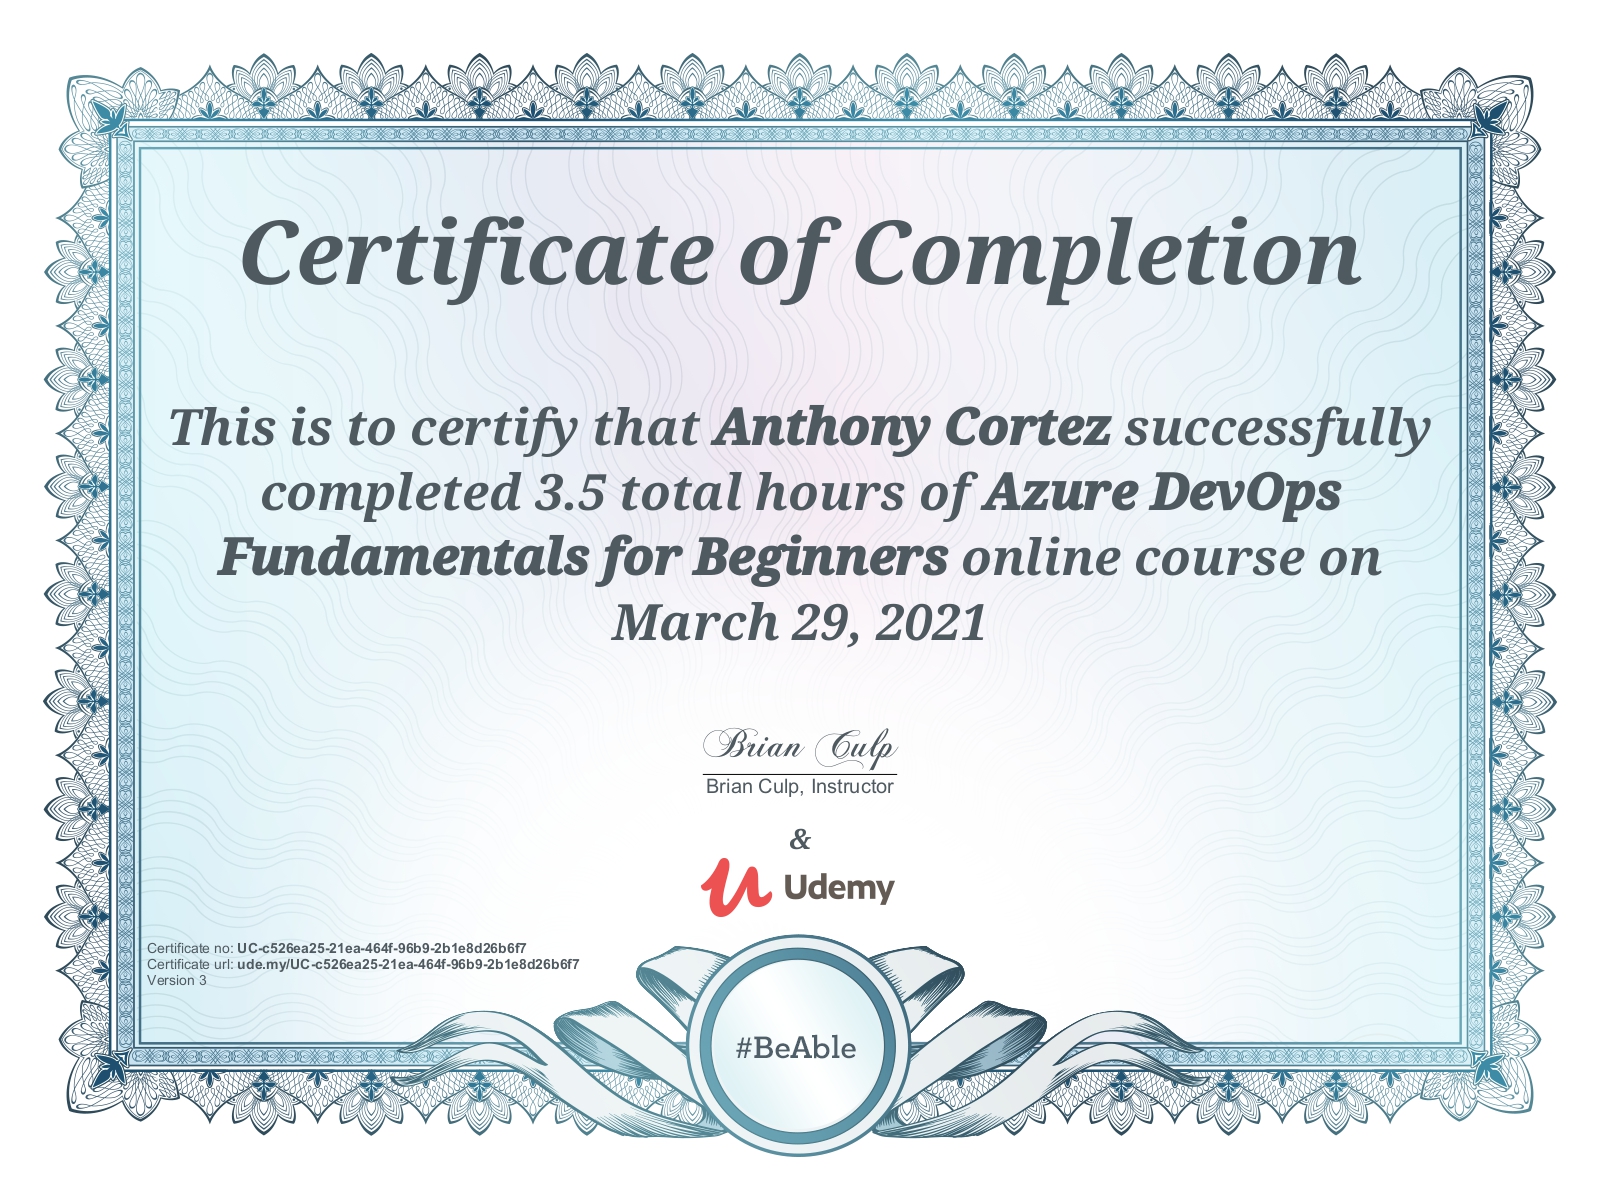 Certificate of Completion
This is to certify that Anthony Cortez successfully
completed 3.5 total hours of Azure DevOps
Fundamentals for Beginners online course on
March 29, 2021
Brian Culp
Brian Culp, Instructor
&
Udemy
Certificate no: UC-c526ea25-21ea-464f-96b9-2b1e8d26b6f7
Certificate url: ude.my/UC-c526ea25-21ea-464f-96b9-2b1e8d26b6f7
Version 3
#BeAble